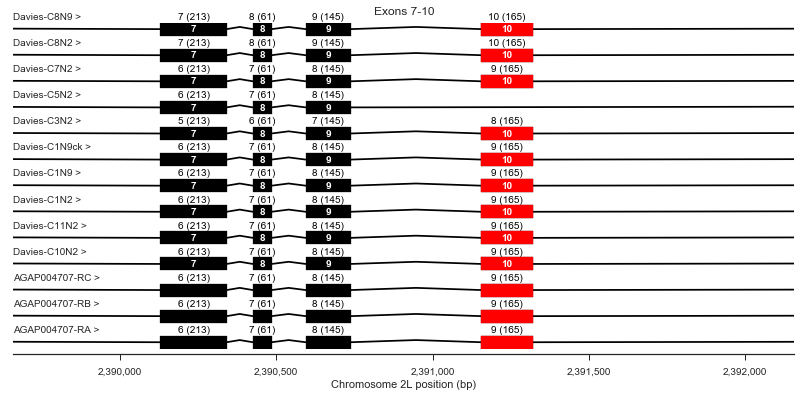 Exons 7-10
Davies-C8N9 > 7 (213) 8 (61) 9 (145) 10 (165)
7 8 9 10
Davies-C8N2 > 7 (213) 8 (61) 9 (145) 10 (165)
7 8 9 10
Davies-C7N2 > 6 (213) 7 (61) 8 (145) 9 (165)
7 8 9 10
Davies-C5N2 > 6 (213) 7 (61) 8 (145)
7 8 9
Davies-C3N2 > 5 (213) 6 (61) 7 (145) 8 (165)
7 8 9 10
Davies-C1N9ck > 6 (213) 7 (61) 8 (145) 9 (165)
7 8 9 10
Davies-C1N9 > 6 (213) 7 (61) 8 (145) 9 (165)
7 8 9 10
Davies-C1N2 > 6 (213) 7 (61) 8 (145) 9 (165)
7 8 9 10
Davies-C11N2 > 6 (213) 7 (61) 8 (145) 9 (165)
7 8 9 10
Davies-C10N2 > 6 (213) 7 (61) 8 (145) 9 (165)
7 8 9 10
AGAP004707-RC > 6 (213) 7 (61) 8 (145) 9 (165)
AGAP004707-RB > 6 (213) 7 (61) 8 (145) 9 (165)
AGAP004707-RA > 6 (213) 7 (61) 8 (145) 9 (165)
2,390,000 2,390,500 2,391,000 2,391,500 2,392,000
Chromosome 2L position (bp)